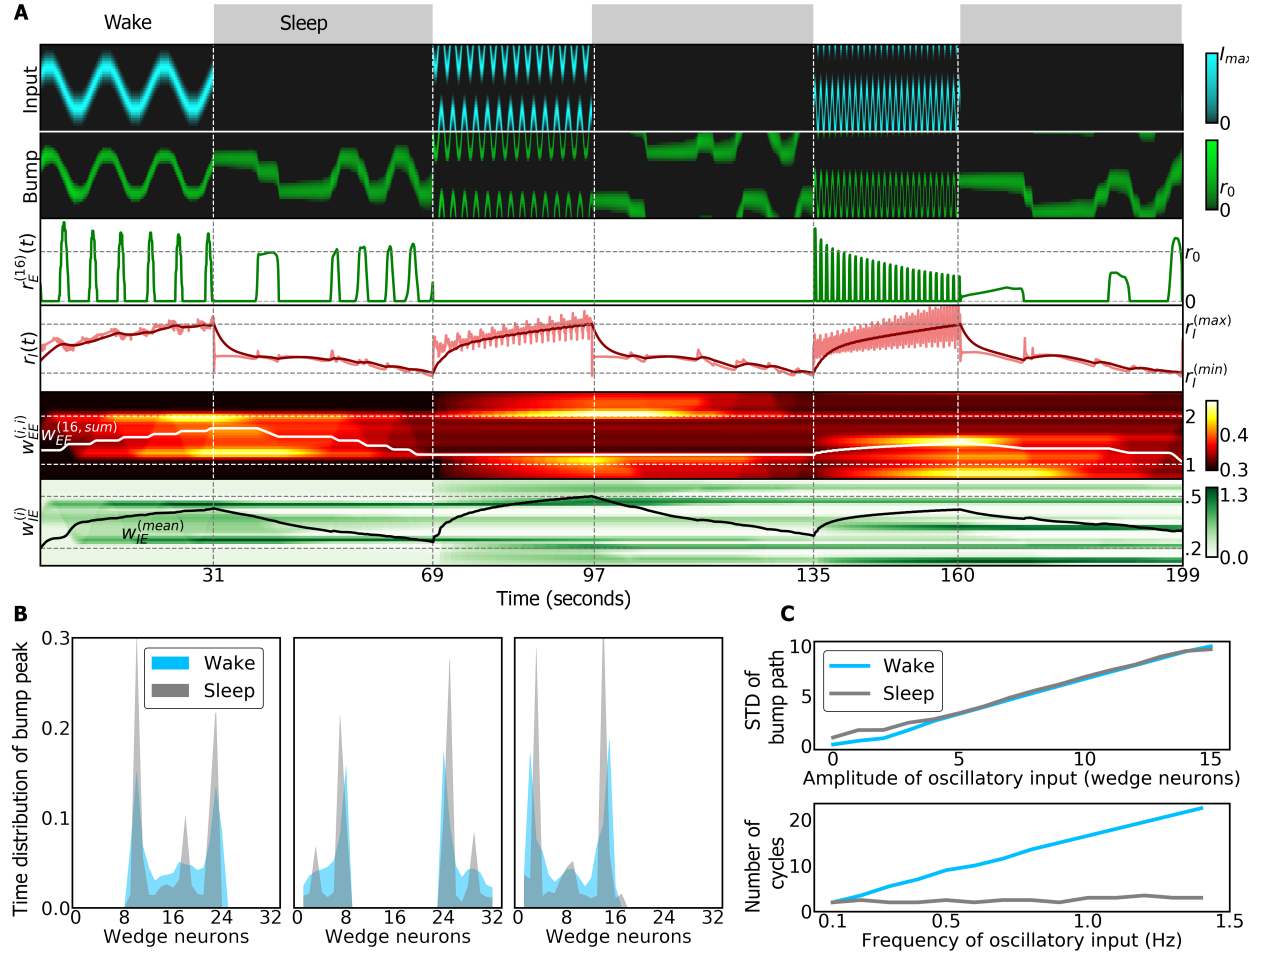 A
Wake Sleep
Input
I_max
0
Bump
r_0
0
r_E^(16)(t)
r_0
0
r_I(t)
r_I^(max)
r_I^(min)
w_EE^(i,:)
w_EE^(16, sum)
2
1
0.4
0.3
w_IE^(i)
w_IE^(mean)
.5
.2
1.3
0.0
31 69 97 135 160 199
Time (seconds)
B
Time distribution of bump peak
0.3
0.2
0.1
0.0
Wake
Sleep
0 8 16 24 32
Wedge neurons
0 8 16 24 32
Wedge neurons
0 8 16 24 32
Wedge neurons
C
STD of
bump path
10
5
0
Wake
Sleep
0 5 10 15
Amplitude of oscillatory input (wedge neurons)
Number of
cycles
20
10
0
0.1 0.5 1.0 1.5
Frequency of oscillatory input (Hz)